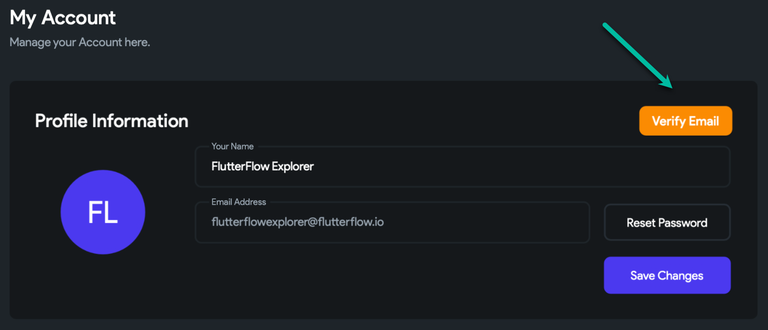 My Account
Manage your Account here.
Profile Information
Verify Email
Your Name
FlutterFlow Explorer
FL
Email Address
flutterflowexplorer@flutterflow.io
Reset Password
Save Changes